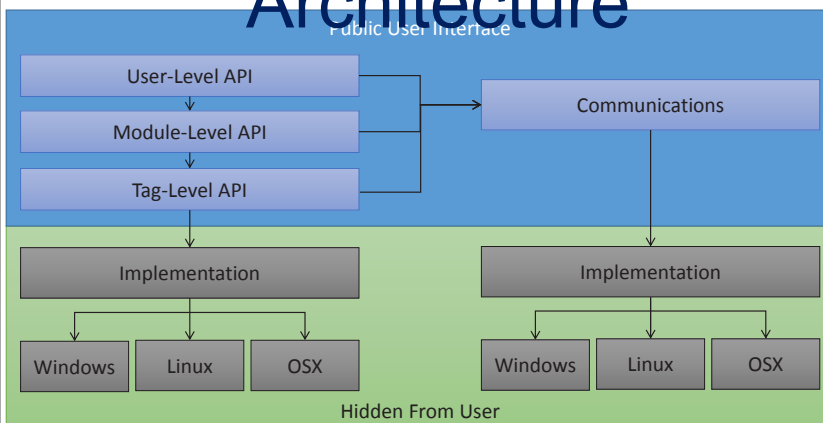 Architecture
Public User Interface
User-Level API
Module-Level API
Tag-Level API
Communications
Implementation
Windows
Linux
OSX
Implementation
Windows
Linux
OSX
Hidden From User